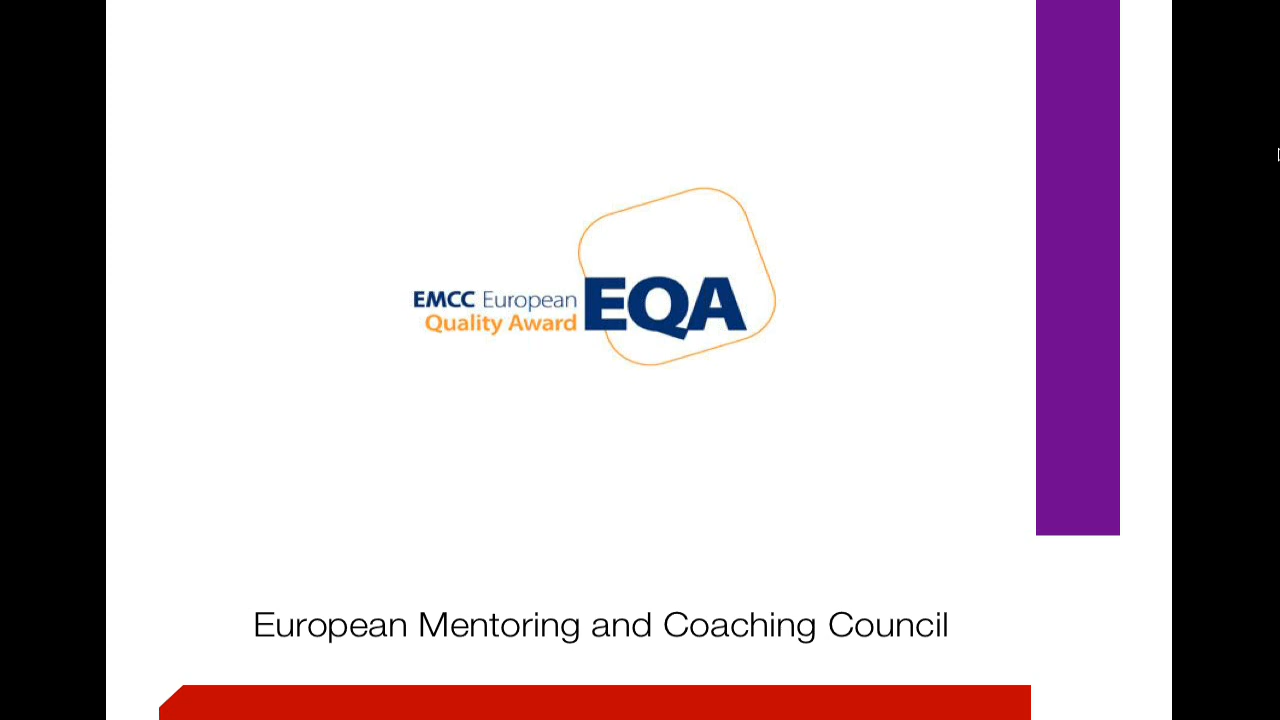 EMCC European
Quality Award
EQA
European Mentoring and Coaching Council